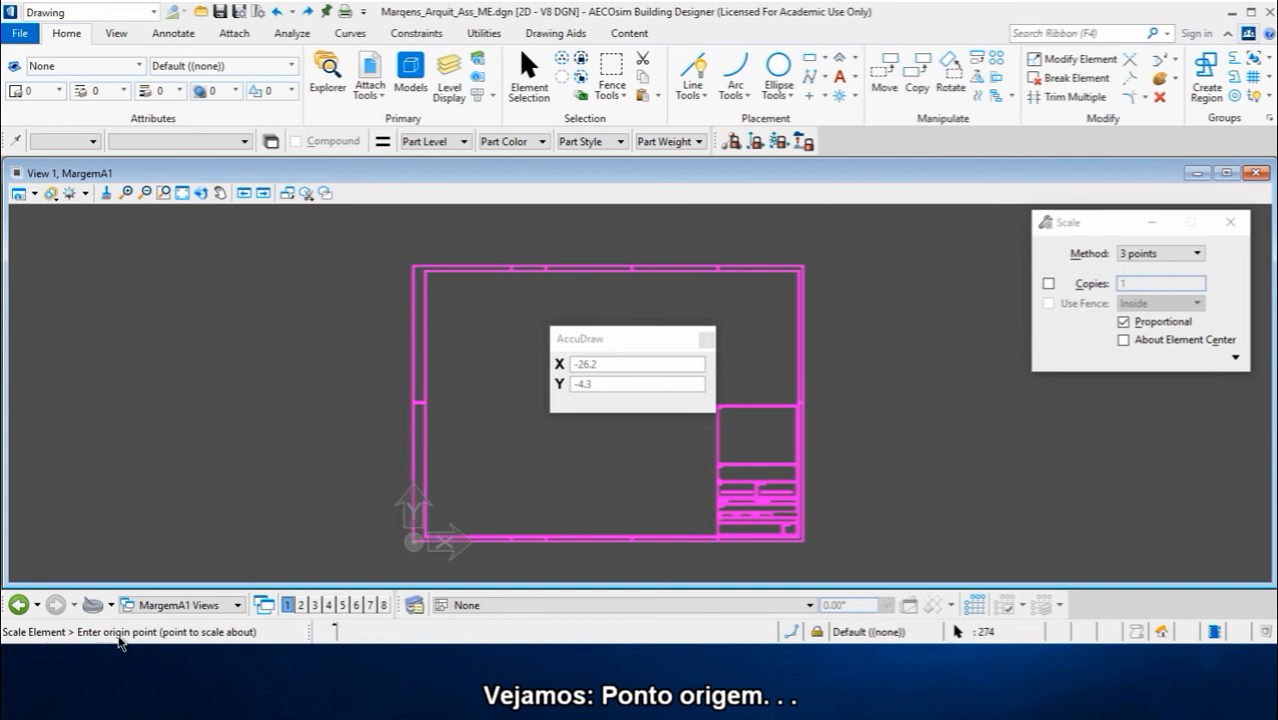 Drawing
Marqens_Arquit_Ass_ME.dgn [2D - V8 DGN] - AECOsim Building Designer (Licensed For Academic Use Only)
File Home View Annotate Attach Analyze Curves Constraints Utilities Drawing Aids Content
Search Ribbon (F4) Sign in
None Default ((none))
0 0 0 0 0
Explorer Attach Tools Models Level Display
Element Selection Fence Tools
Line Tools Arc Tools Ellipse Tools
Move Copy Rotate
Modify Element
Break Element
Trim Multiple
Create Region
Attributes Primary Selection Placement Manipulate Modify Groups
Compound Part Level Part Color Part Style Part Weight
View 1, MargemA1
Scale
Method: 3 points
Copies: 1
Use Fence: Inside
Proportional
About Element Center
AccuDraw
X -26.2
Y -4.3
Y
X
MargemA1 Views 1 2 3 4 5 6 7 8 None 0.00°
Scale Element > Enter origin point (point to scale about) Default ((none)) : 274
Vejamos: Ponto origem. . .